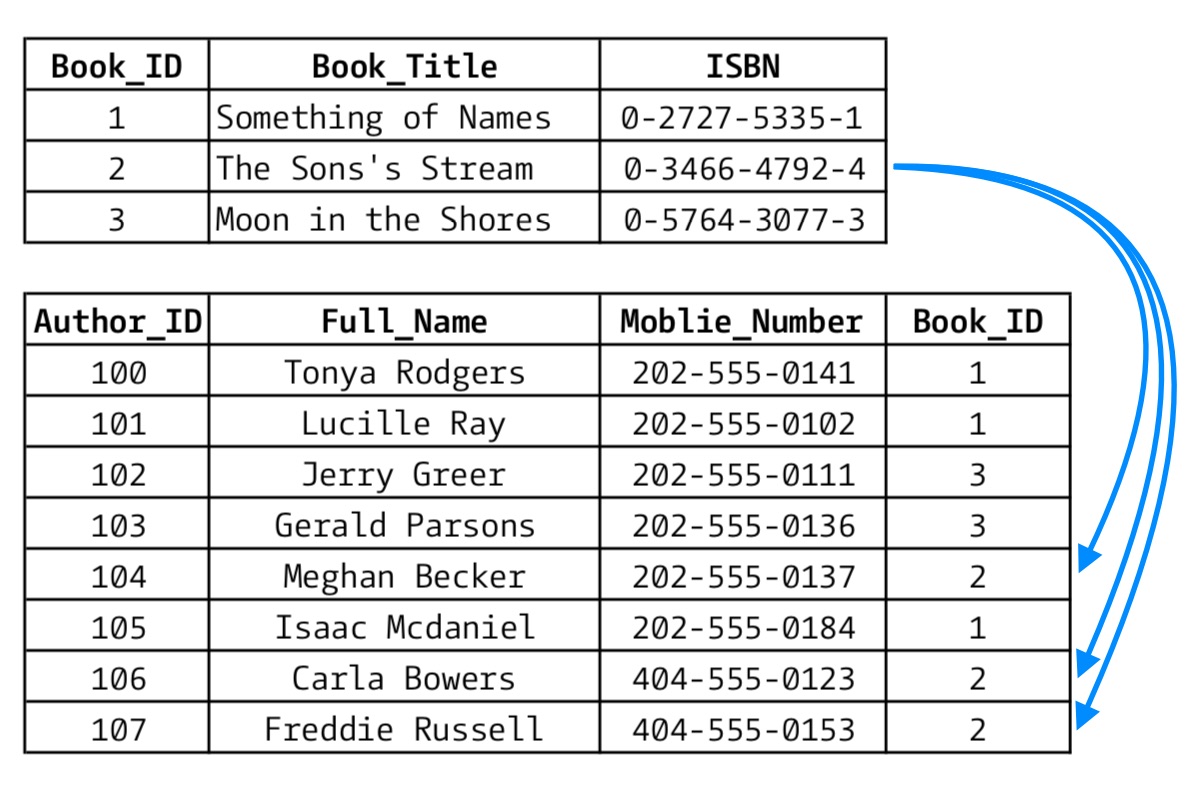 Book_ID Book_Title ISBN
1 Something of Names 0-2727-5335-1
2 The Sons's Stream 0-3466-4792-4
3 Moon in the Shores 0-5764-3077-3
Author_ID Full_Name Moblie_Number Book_ID
100 Tonya Rodgers 202-555-0141 1
101 Lucille Ray 202-555-0102 1
102 Jerry Greer 202-555-0111 3
103 Gerald Parsons 202-555-0136 3
104 Meghan Becker 202-555-0137 2
105 Isaac Mcdaniel 202-555-0184 1
106 Carla Bowers 404-555-0123 2
107 Freddie Russell 404-555-0153 2